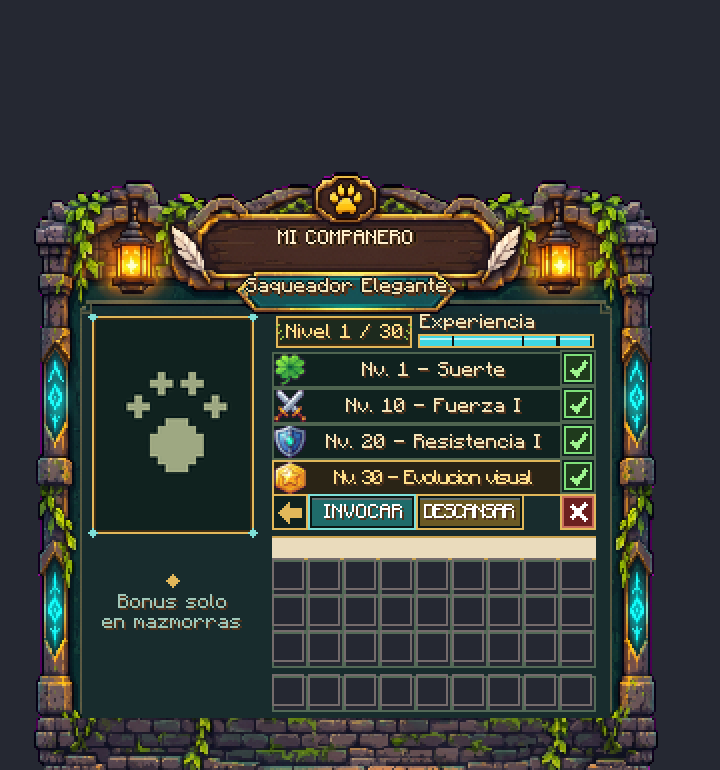 MI COMPANERO
Saqueador Elegante
Nivel 1 / 30
Experiencia
Nv. 1 - Suerte
Nv. 10 - Fuerza I
Nv. 20 - Resistencia I
Nv. 30 - Evolucion visual
INVOCAR
DESCANSAR
Bonus solo
en mazmorras